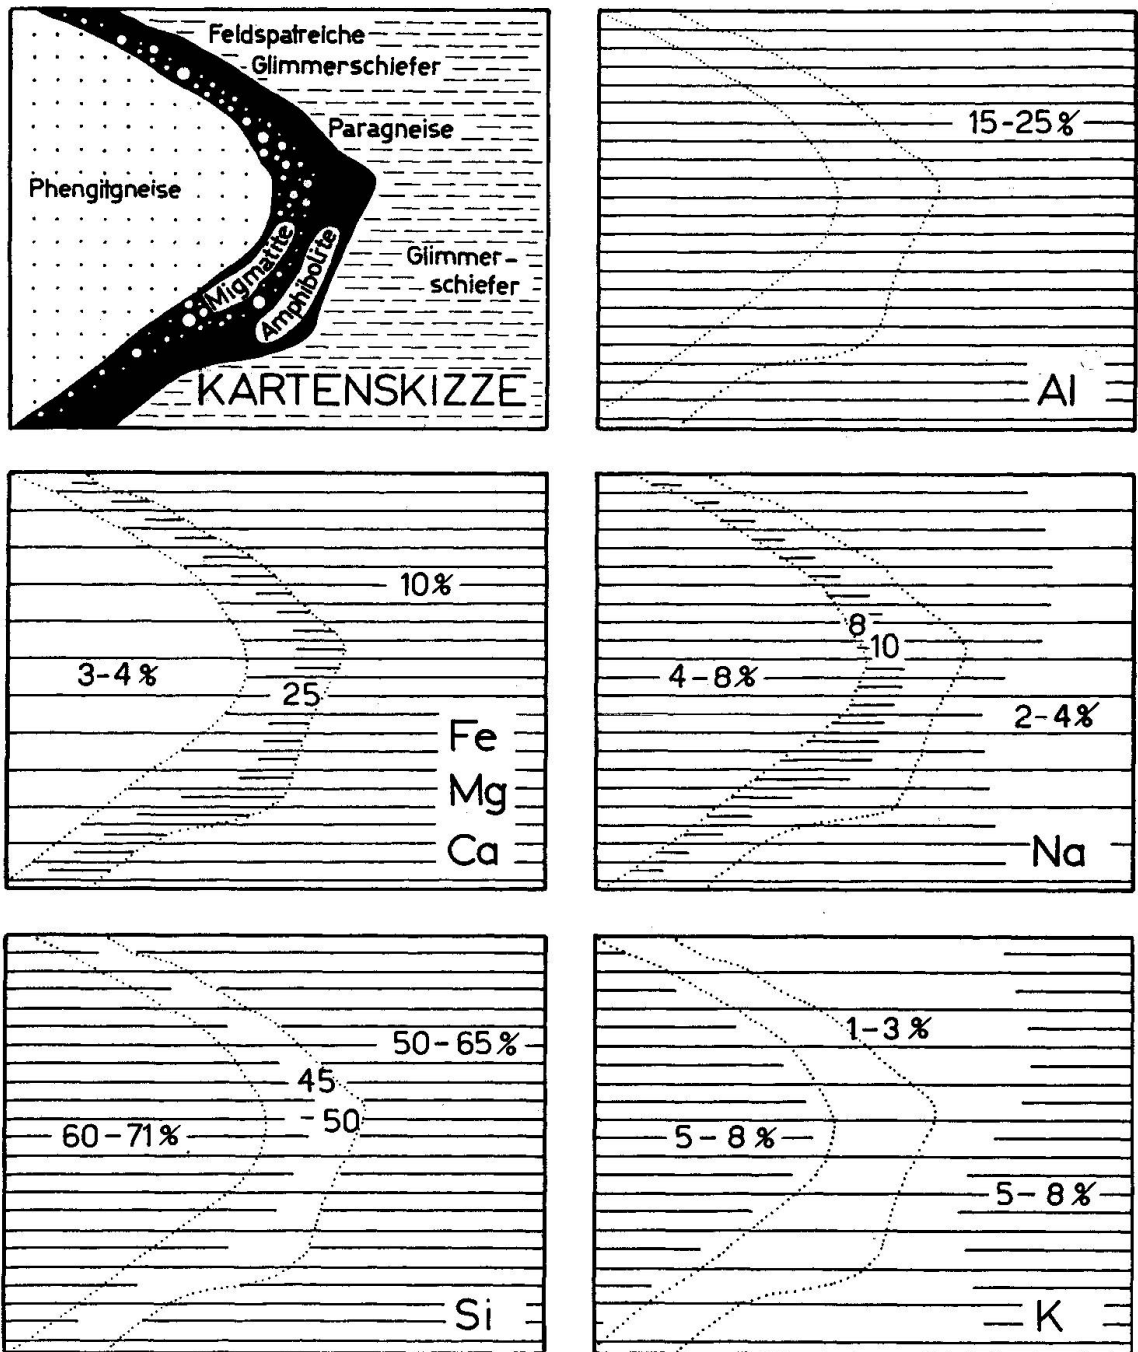 Feldspatreiche
Glimmerschiefer
Paragneise
Phengitgneise
Glimmer-
schiefer
Migmatite
Amphibolite
KARTENSKIZZE
15-25%
Al
10%
3-4%
25
Fe
Mg
Ca
8-
10
4-8%
2-4%
Na
50-65%
45
-50
60-71%
Si
1-3%
5-8%
5-8%
K